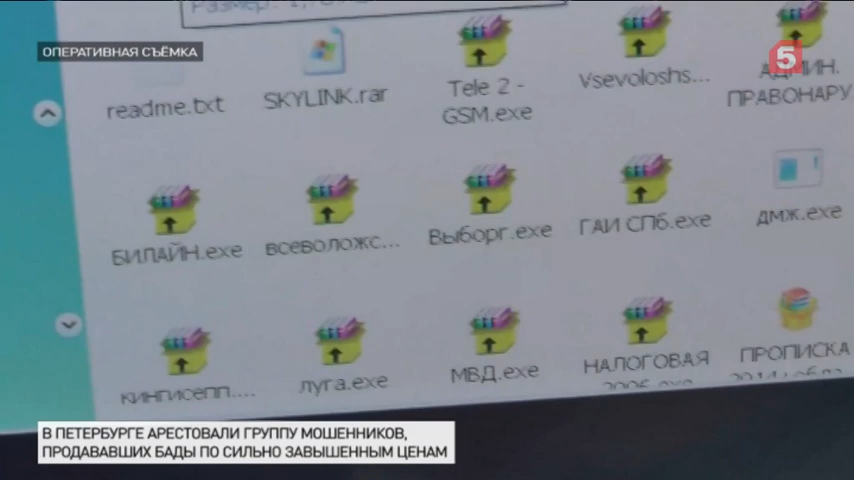 ОПЕРАТИВНАЯ СЪЁМКА
5
readme.txt
SKYLINK.rar
Tele 2 -
GSM.exe
Vsevoloshs...
АДМИН.
ПРАВОНАРУ
БИЛАЙН.exe
всеволожс...
Выборг.exe
ГАИ СПб.exe
дмж.exe
кингисепп....
луга.exe
МВД.exe
НАЛОГОВАЯ
2006.exe
ПРОПИСКА
В ПЕТЕРБУРГЕ АРЕСТОВАЛИ ГРУППУ МОШЕННИКОВ,
ПРОДАВАВШИХ БАДЫ ПО СИЛЬНО ЗАВЫШЕННЫМ ЦЕНАМ